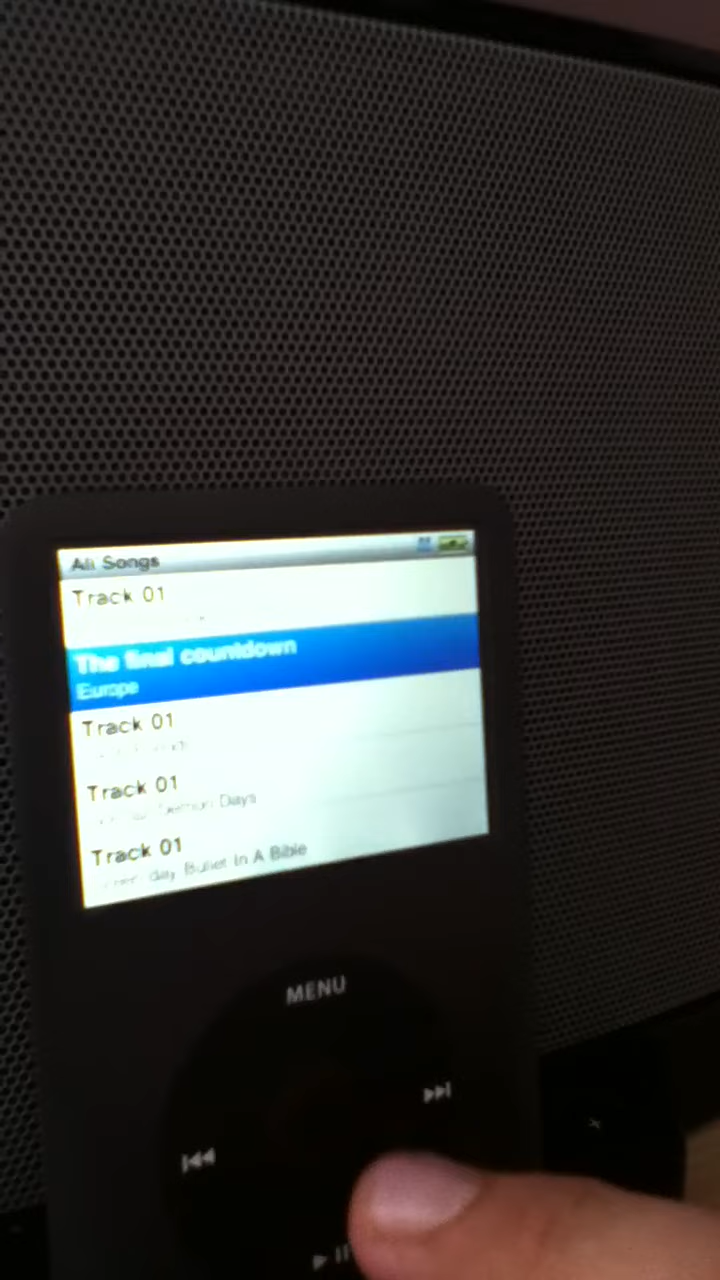 All Songs
Track 01
The final countdown
Europe
Track 01
Track 01
Days
Track 01
day Bullet In A Bible
MENU